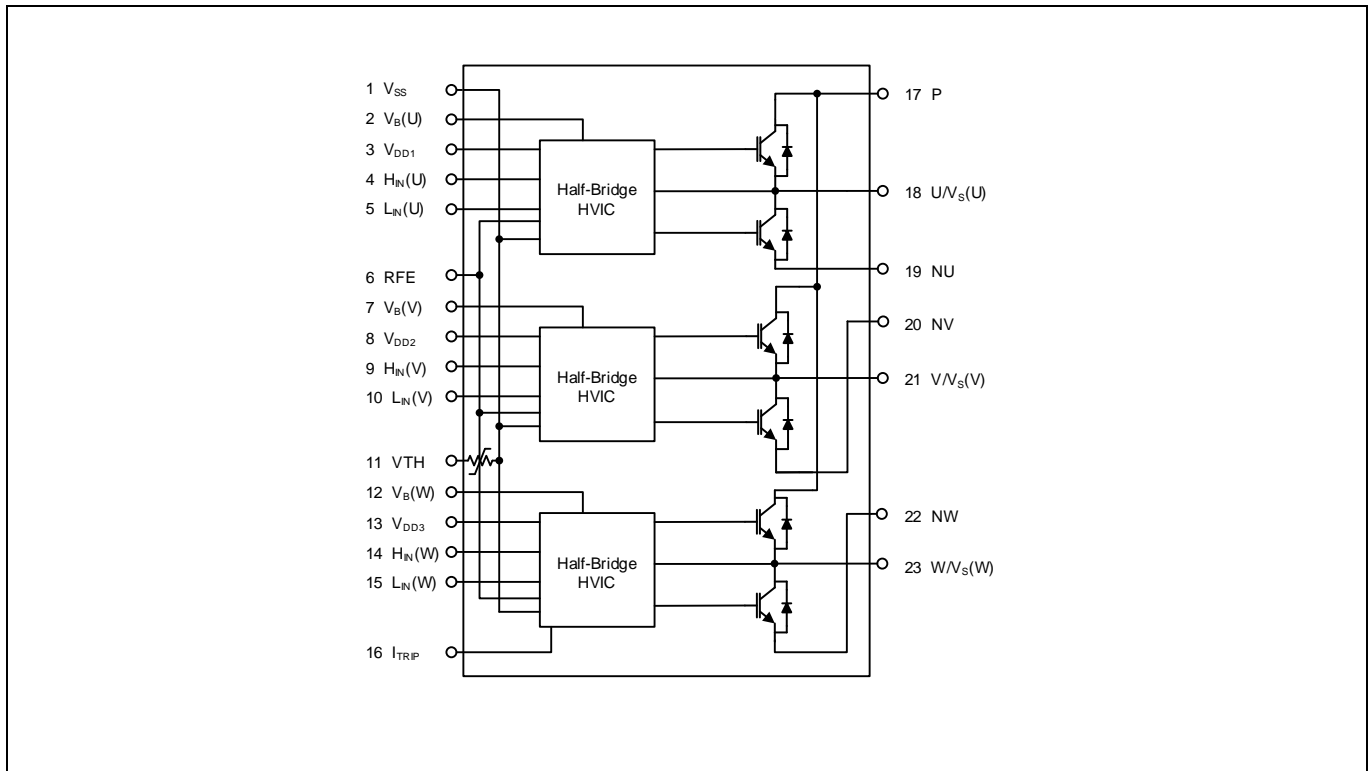 1 VSS
2 VB(U)
3 VDD1
4 HIN(U)
5 LIN(U)
6 RFE
7 VB(V)
8 VDD2
9 HIN(V)
10 LIN(V)
11 VTH
12 VB(W)
13 VDD3
14 HIN(W)
15 LIN(W)
16 ITRIP
Half-Bridge
HVIC
Half-Bridge
HVIC
Half-Bridge
HVIC
17 P
18 U/VS(U)
19 NU
20 NV
21 V/VS(V)
22 NW
23 W/VS(W)